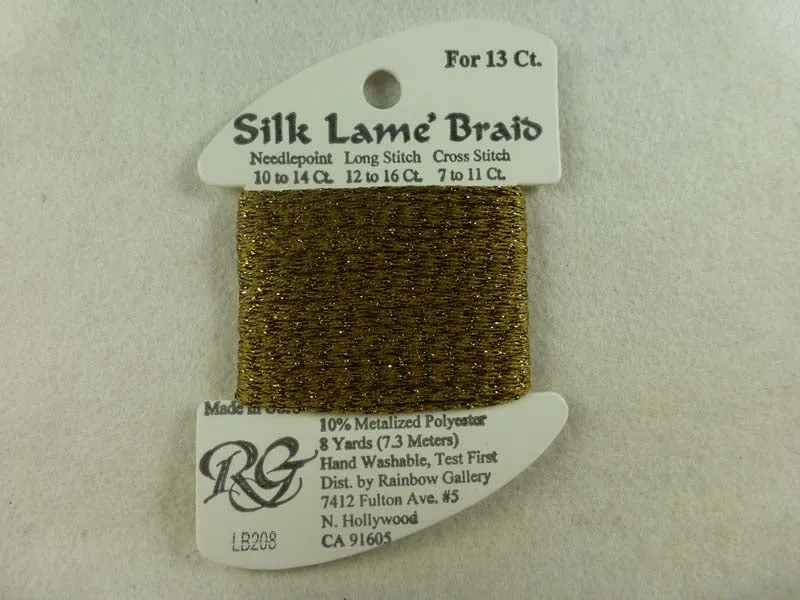 For 13 Ct.
Silk Lame' Braid
Needlepoint Long Stitch Cross Stitch
10 to 14 Ct. 12 to 16 Ct. 7 to 11 Ct.
Made in
10% Metalized Polyester
8 Yards (7.3 Meters)
Hand Washable, Test First
Dist. by Rainbow Gallery
7412 Fulton Ave. #5
N. Hollywood
CA 91605
RG
LB208